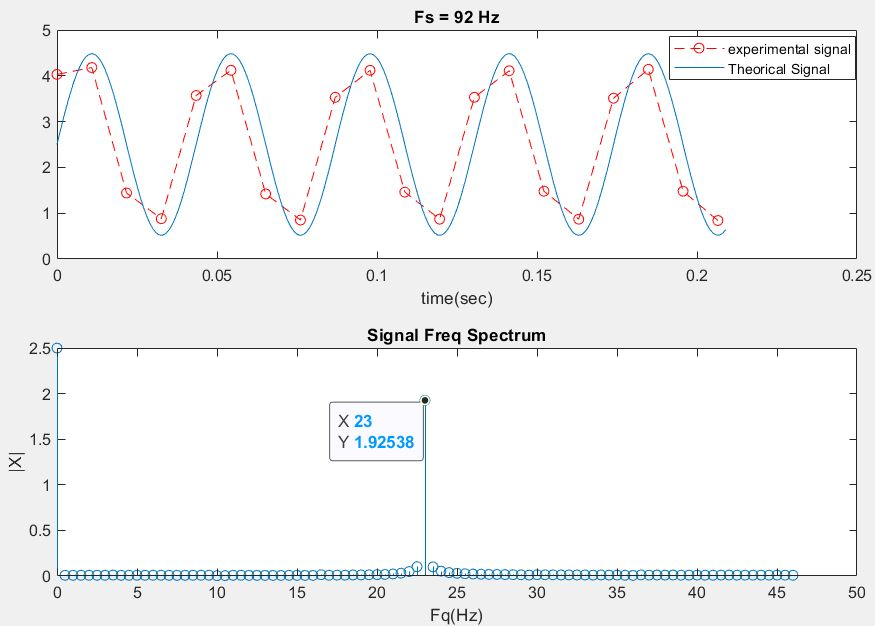 Fs = 92 Hz
5
4
3
2
1
0
experimental signal
Theorical Signal
0 0.05 0.1 0.15 0.2 0.25
time(sec)
Signal Freq Spectrum
2.5
2
1.5
1
0.5
0
|X|
X 23
Y 1.92538
0 5 10 15 20 25 30 35 40 45 50
Fq(Hz)